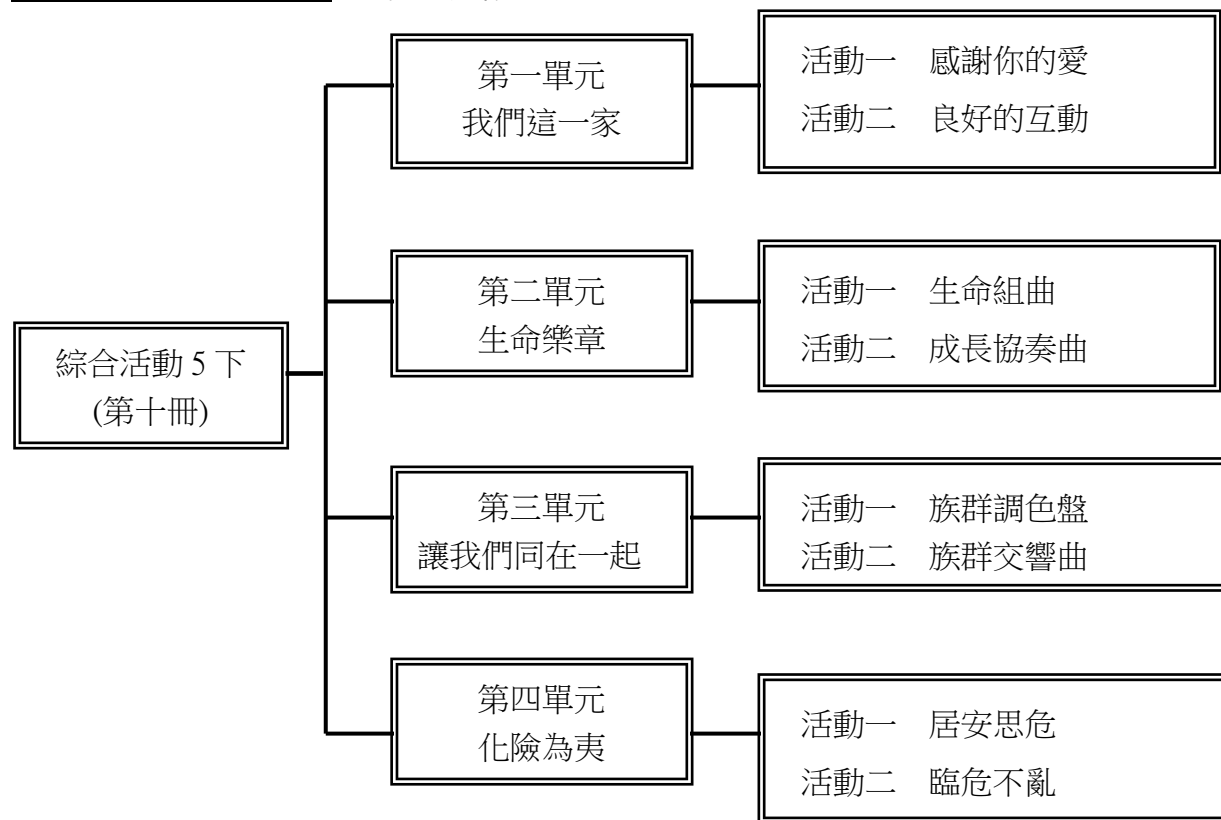 綜合活動 5 下
(第十冊)
第一單元
我們這一家
活動一　感謝你的愛
活動二　良好的互動
第二單元
生命樂章
活動一　生命組曲
活動二　成長協奏曲
第三單元
讓我們同在一起
活動一　族群調色盤
活動二　族群交響曲
第四單元
化險為夷
活動一　居安思危
活動二　臨危不亂